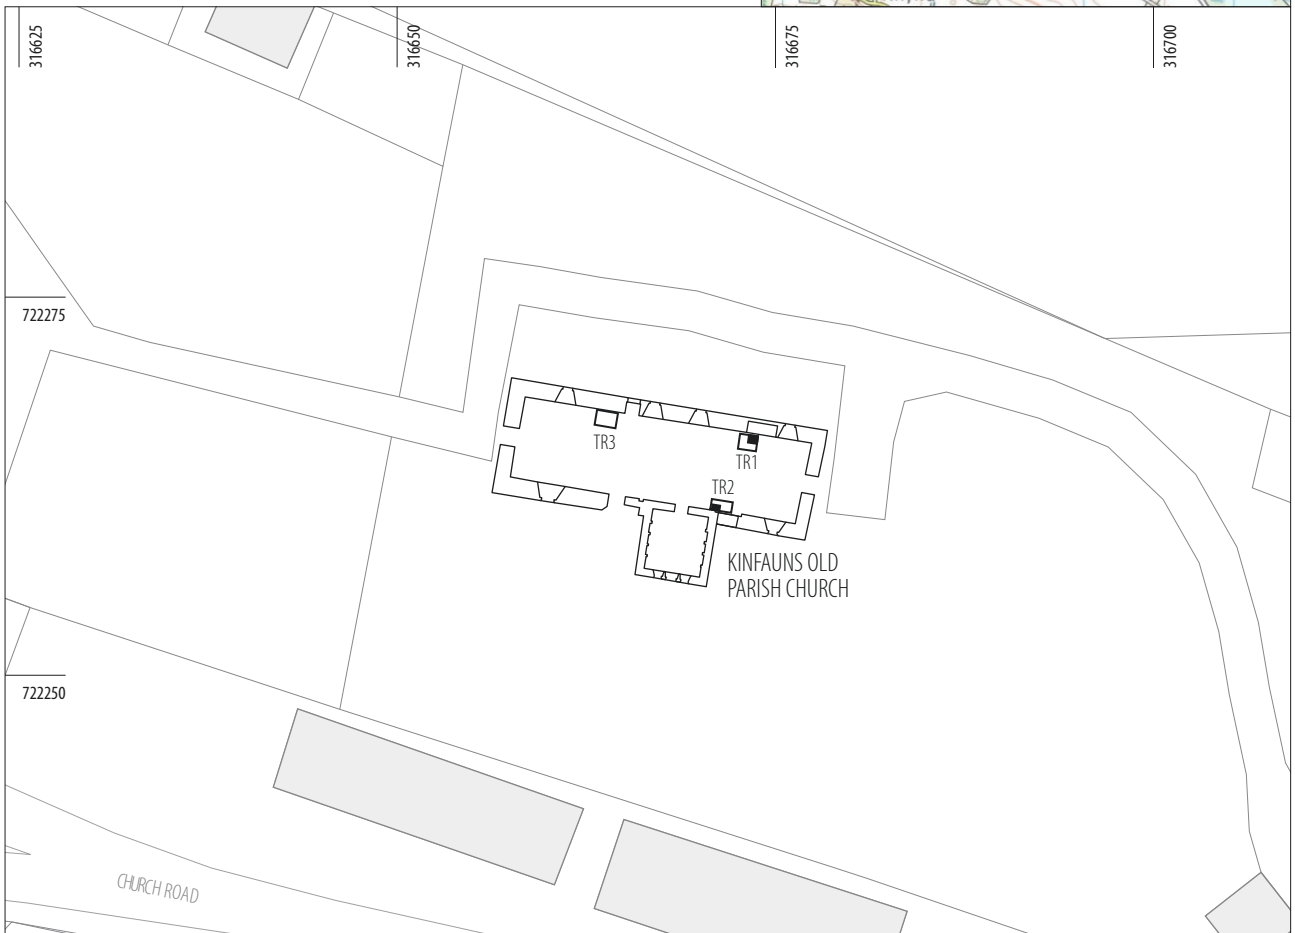 316625
316650
316675
316700
722275
TR3
TR1
TR2
KINFAUNS OLD
PARISH CHURCH
722250
CHURCH ROAD